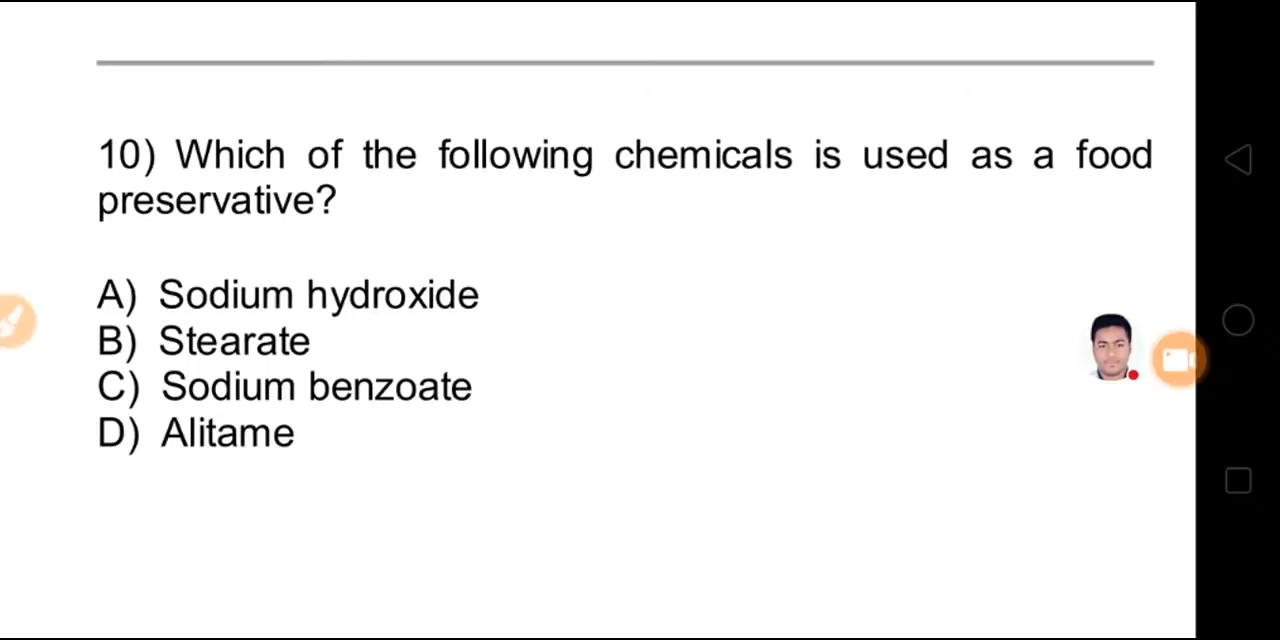 10) Which of the following chemicals is used as a food
preservative?
A) Sodium hydroxide
B) Stearate
C) Sodium benzoate
D) Alitame